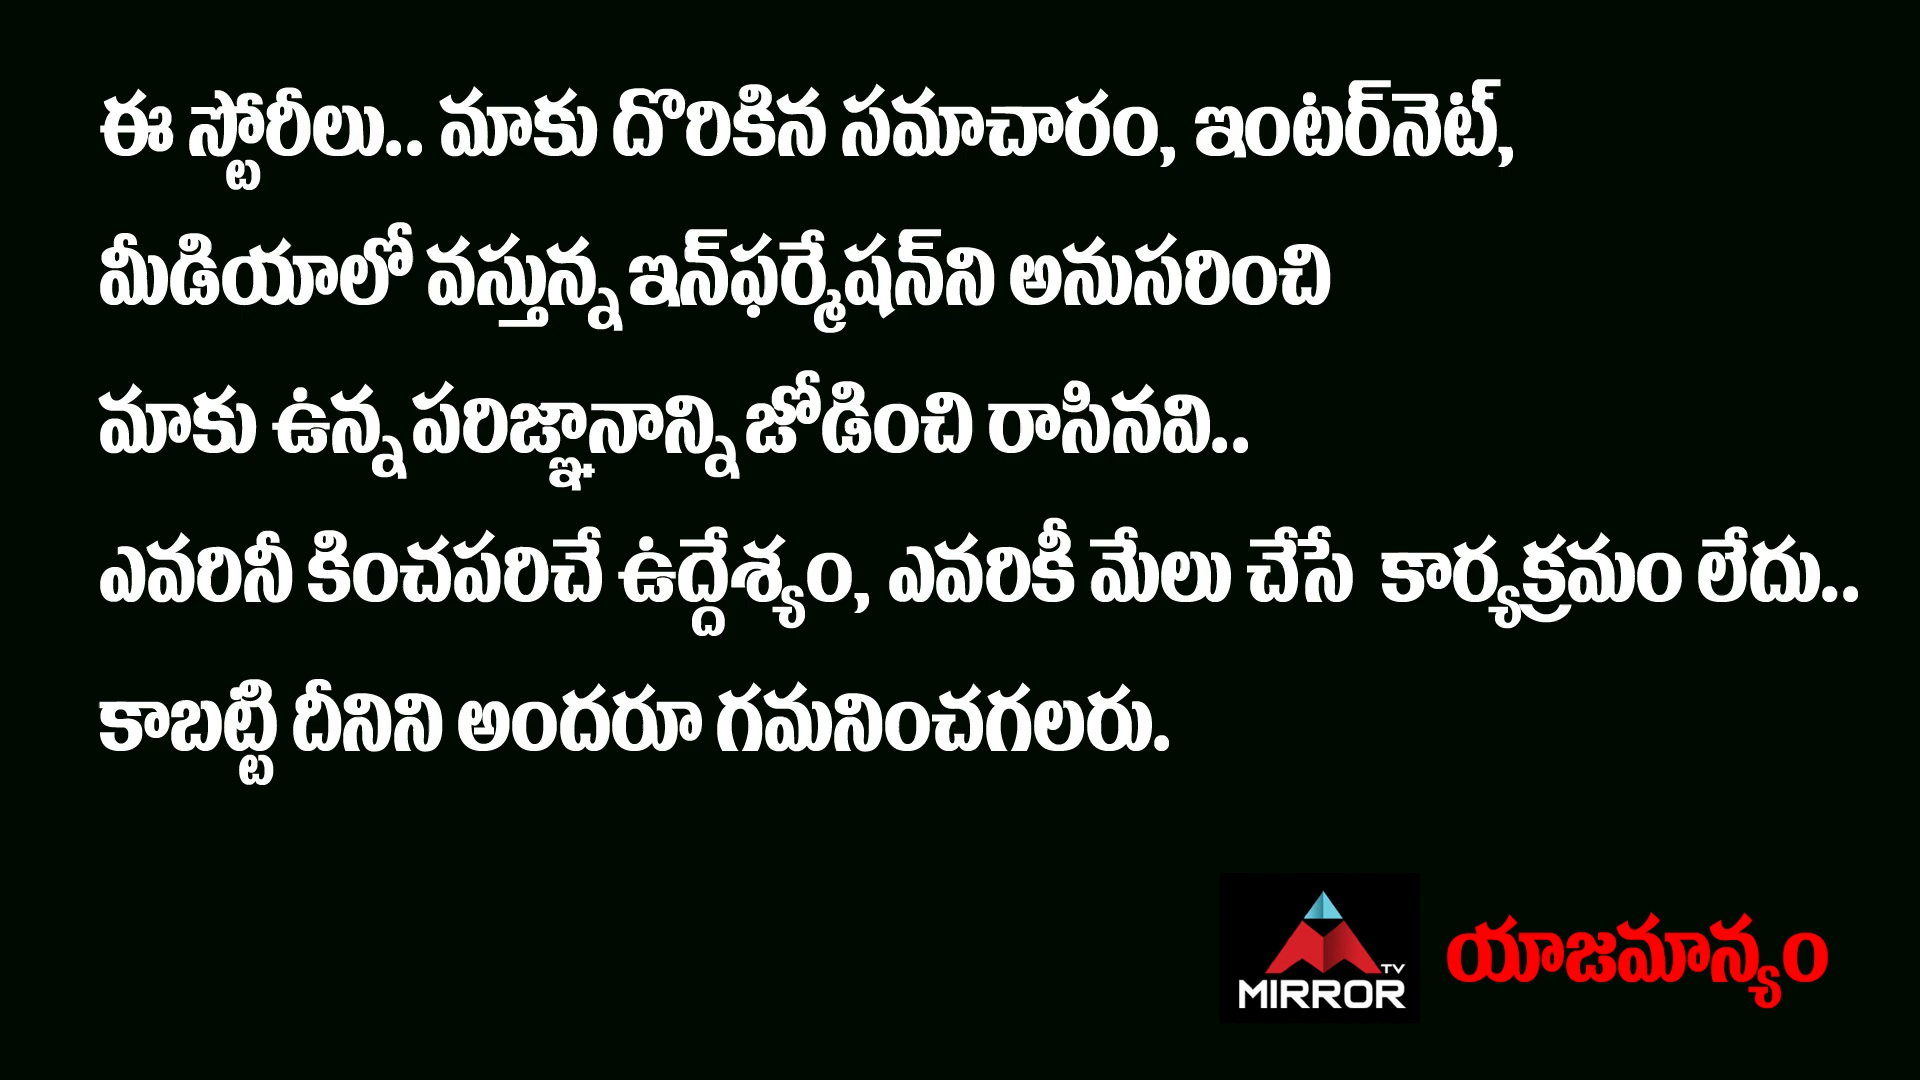 ఈ స్టోరీలు.. మాకు దొరికిన సమాచారం, ఇంటర్‌నెట్,
మీడియాలో వస్తున్న ఇన్‌ఫర్మేషన్‌ని అనుసరించి
మాకు ఉన్న పరిజ్ఞానాన్ని జోడించి రాసినవి..
ఎవరినీ కించపరిచే ఉద్దేశ్యం, ఎవరికీ మేలు చేసే కార్యక్రమం లేదు..
కాబట్టి దీనిని అందరూ గమనించగలరు.
TV
MIRROR
యాజమాన్యం